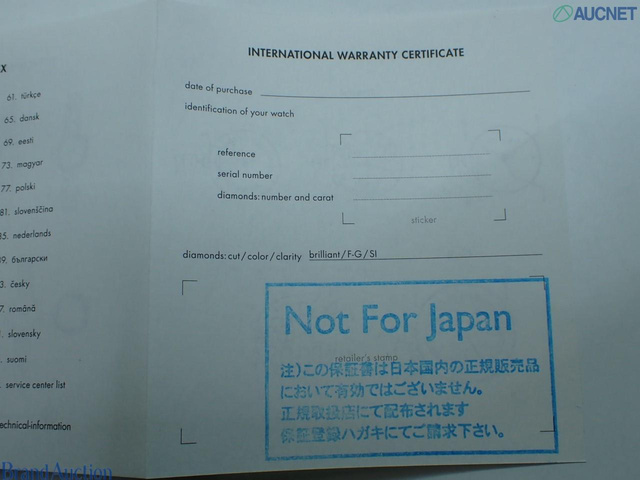 AUCNET
X
61. türkçe
65. dansk
69. eesti
73. magyar
77. polski
81. slovenščina
85. nederlands
89. български
3. česky
7. română
. slovensky
. suomi
. service center list
echnical-information
INTERNATIONAL WARRANTY CERTIFICATE
date of purchase
identification of your watch
reference
serial number
diamonds: number and carat
sticker
diamonds: cut / color / clarity brilliant / F-G / SI
Not For Japan
retailer's stamp
注)この保証書は日本国内の正規販売品
において有効ではございません。
正規取扱店にて配布されます
保証登録ハガキにてご請求下さい。
Brand Auction